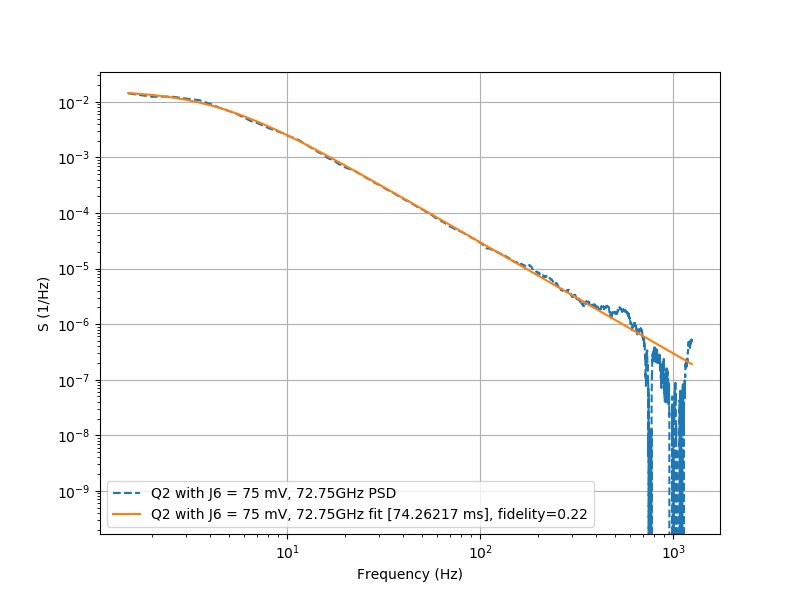 10⁻²
10⁻³
10⁻⁴
10⁻⁵
10⁻⁶
10⁻⁷
10⁻⁸
10⁻⁹
S (1/Hz)
Q2 with J6 = 75 mV, 72.75GHz PSD
Q2 with J6 = 75 mV, 72.75GHz fit [74.26217 ms], fidelity=0.22
10¹ 10² 10³
Frequency (Hz)